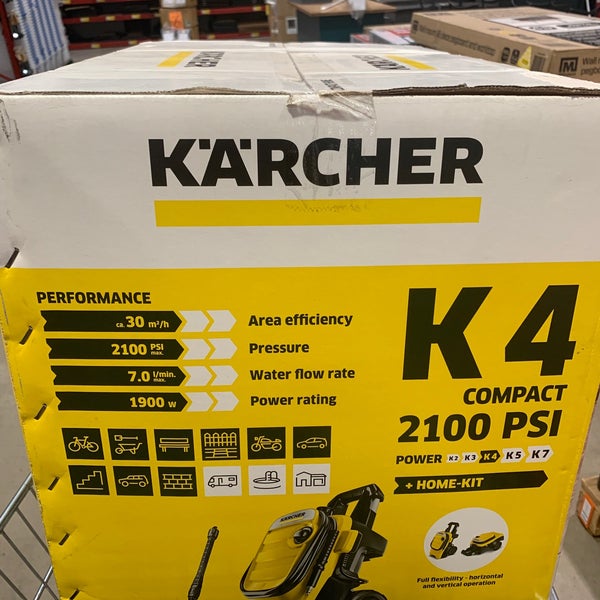 KÄRCHER
KÄRCHER
PERFORMANCE
ca. 30 m²/h Area efficiency
2100 PSI max. Pressure
7.0 l/min. max. Water flow rate
1900 W Power rating
K 4
COMPACT
2100 PSI
POWER K2 K3 K4 K5 K7
+ HOME-KIT
KÄRCHER
Full flexibility - horizontal
and vertical operation
M Wall